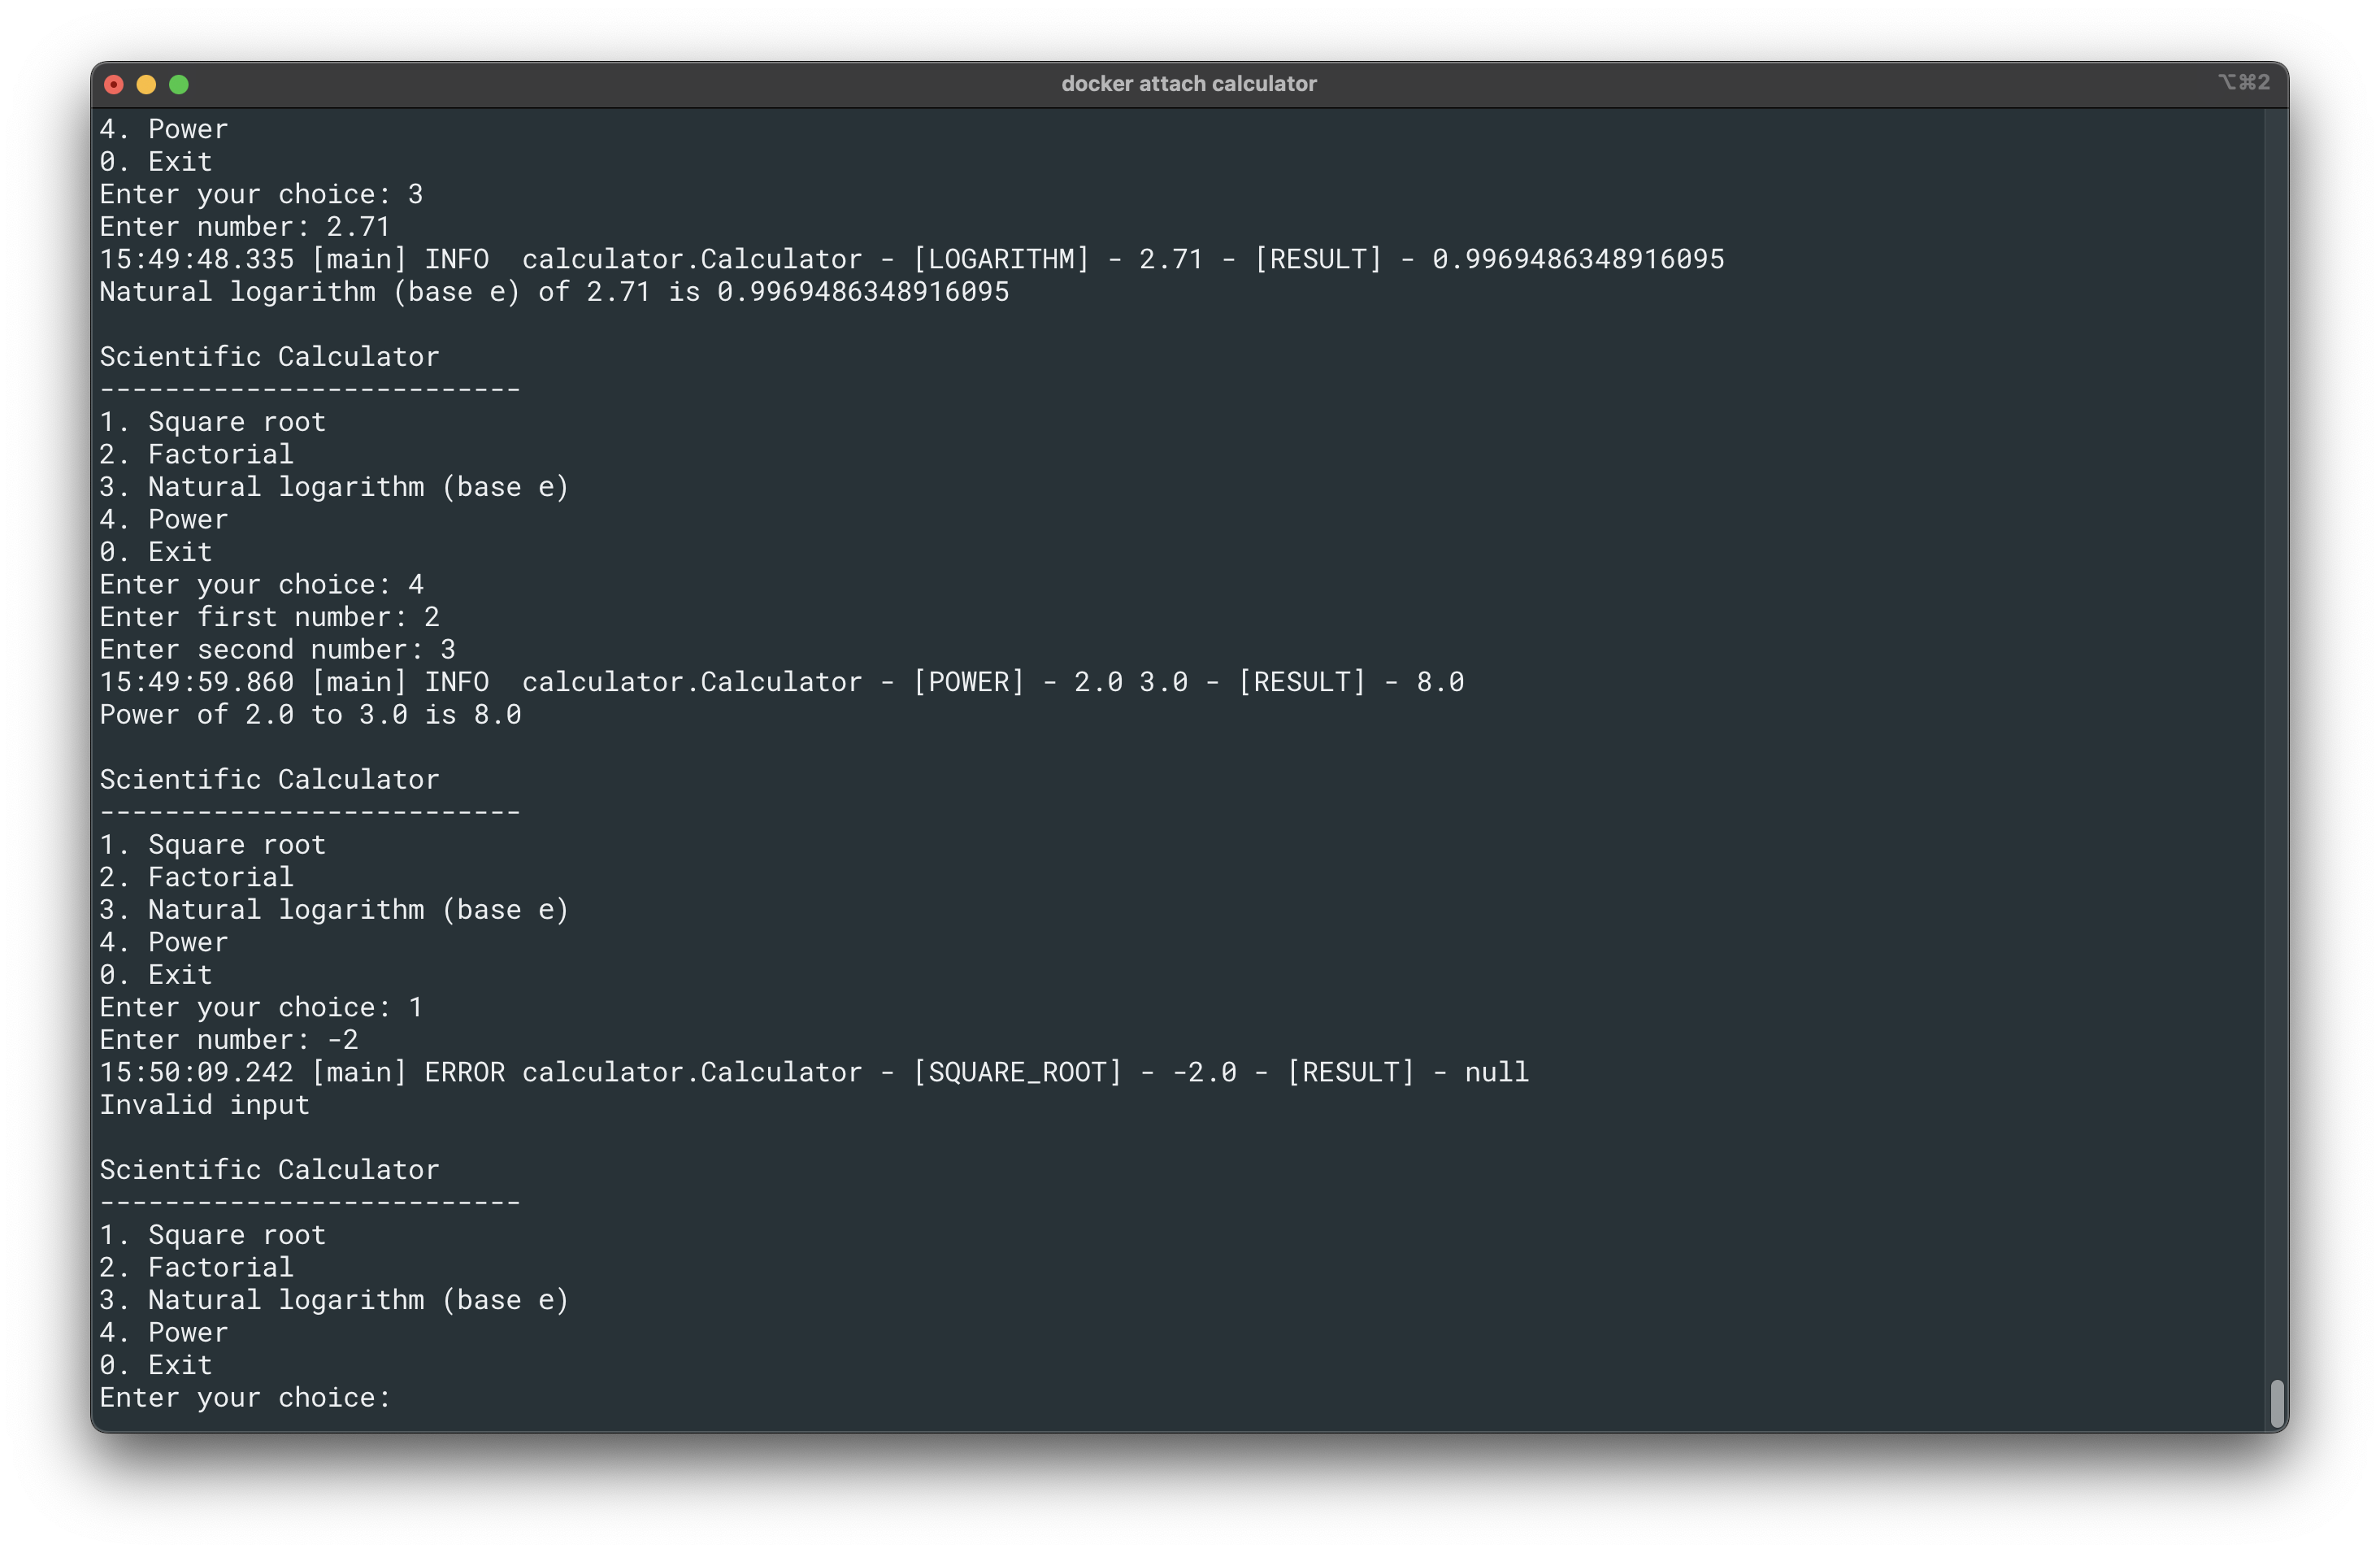 docker attach calculator
⌥⌘2
4. Power
0. Exit
Enter your choice: 3
Enter number: 2.71
15:49:48.335 [main] INFO  calculator.Calculator - [LOGARITHM] - 2.71 - [RESULT] - 0.9969486348916095
Natural logarithm (base e) of 2.71 is 0.9969486348916095

Scientific Calculator
--------------------------
1. Square root
2. Factorial
3. Natural logarithm (base e)
4. Power
0. Exit
Enter your choice: 4
Enter first number: 2
Enter second number: 3
15:49:59.860 [main] INFO  calculator.Calculator - [POWER] - 2.0 3.0 - [RESULT] - 8.0
Power of 2.0 to 3.0 is 8.0

Scientific Calculator
--------------------------
1. Square root
2. Factorial
3. Natural logarithm (base e)
4. Power
0. Exit
Enter your choice: 1
Enter number: -2
15:50:09.242 [main] ERROR calculator.Calculator - [SQUARE_ROOT] - -2.0 - [RESULT] - null
Invalid input

Scientific Calculator
--------------------------
1. Square root
2. Factorial
3. Natural logarithm (base e)
4. Power
0. Exit
Enter your choice: